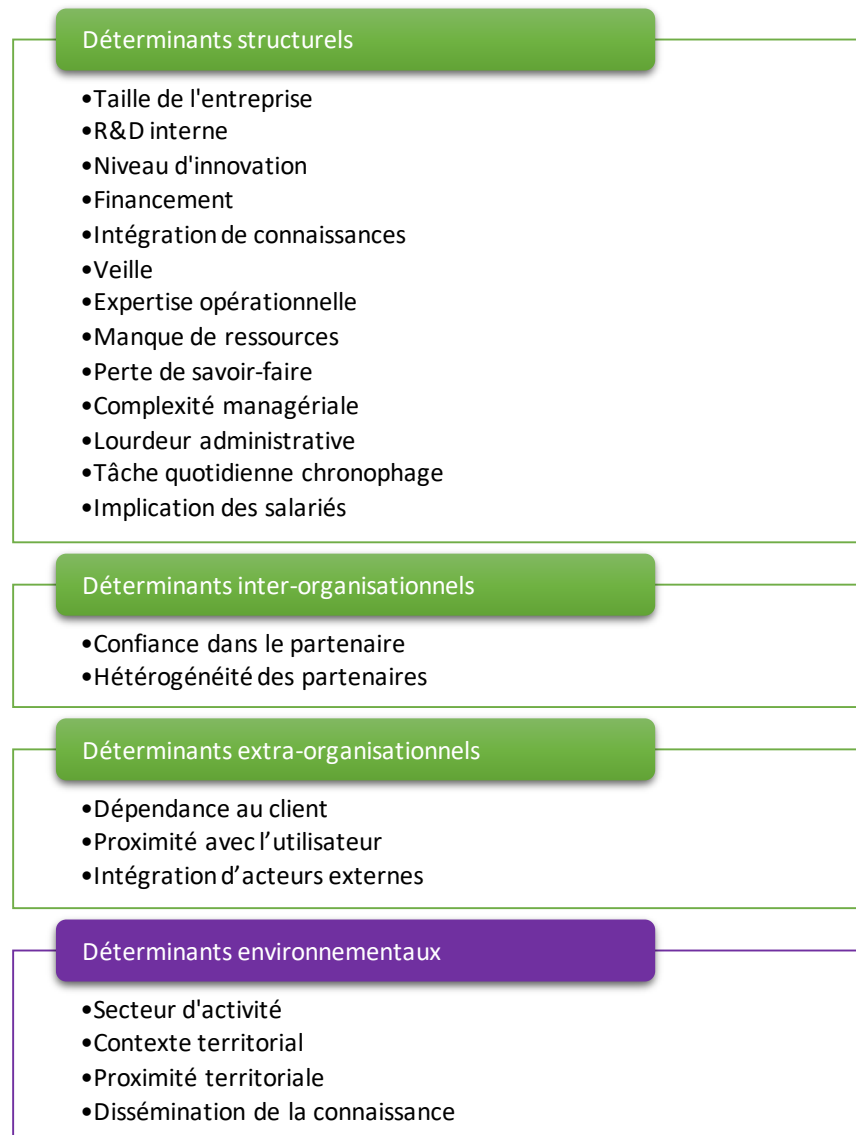 Déterminants structurels
•Taille de l'entreprise
•R&D interne
•Niveau d'innovation
•Financement
•Intégration de connaissances
•Veille
•Expertise opérationnelle
•Manque de ressources
•Perte de savoir-faire
•Complexité managériale
•Lourdeur administrative
•Tâche quotidienne chronophage
•Implication des salariés
Déterminants inter-organisationnels
•Confiance dans le partenaire
•Hétérogénéité des partenaires
Déterminants extra-organisationnels
•Dépendance au client
•Proximité avec l’utilisateur
•Intégration d’acteurs externes
Déterminants environnementaux
•Secteur d'activité
•Contexte territorial
•Proximité territoriale
•Dissémination de la connaissance